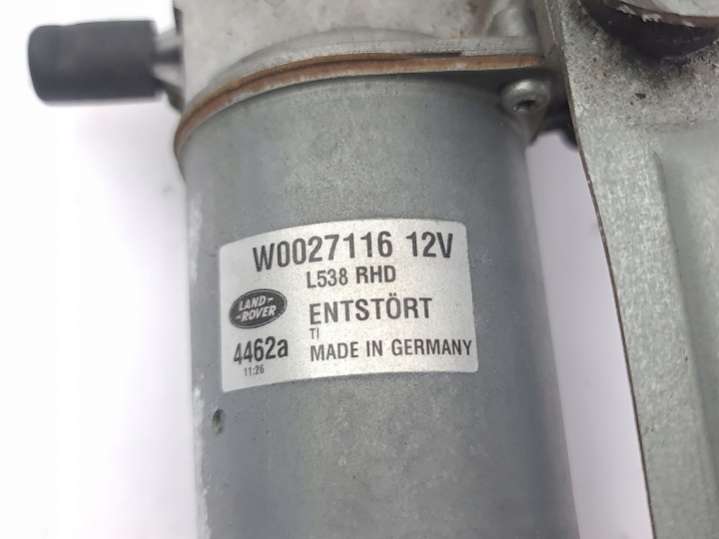 W0027116 12V
L538 RHD
LAND-
-ROVER
ENTSTÖRT
TI
4462a
MADE IN GERMANY
11:26